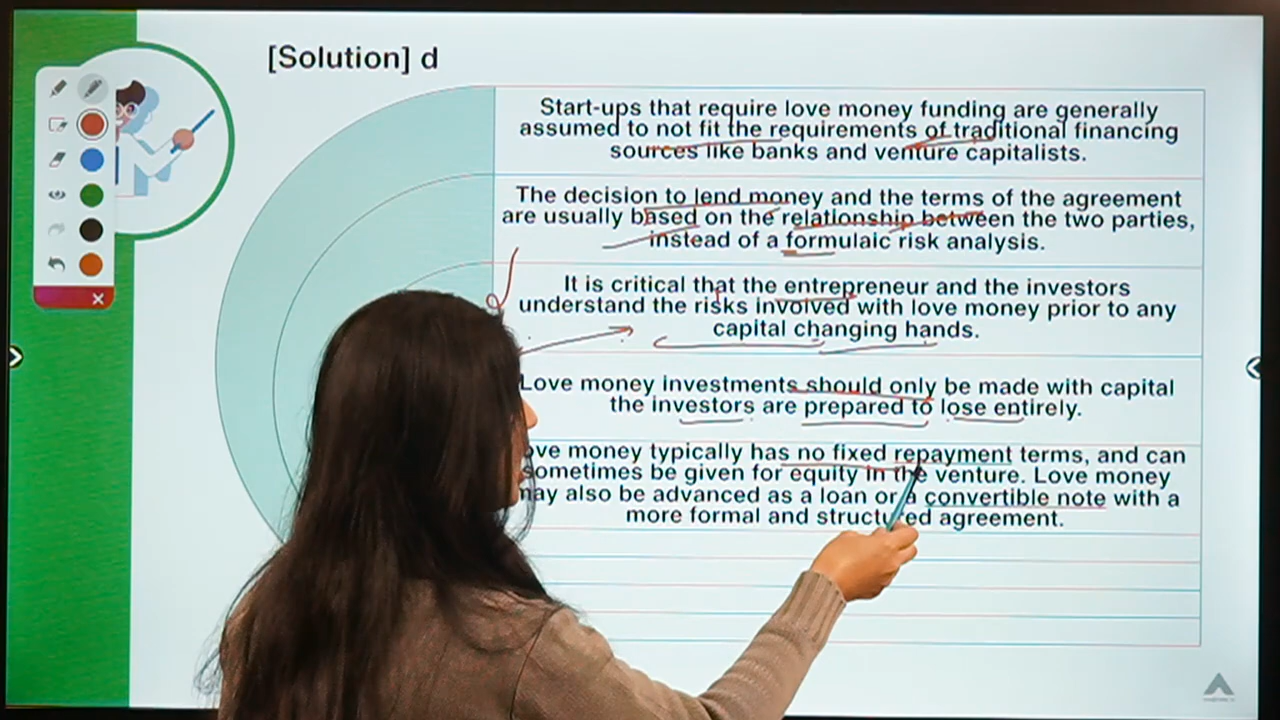 [Solution] d
Start-ups that require love money funding are generally
assumed to not fit the requirements of traditional financing
sources like banks and venture capitalists.
The decision to lend money and the terms of the agreement
are usually based on the relationship between the two parties,
instead of a formulaic risk analysis.
It is critical that the entrepreneur and the investors
understand the risks involved with love money prior to any
capital changing hands.
Love money investments should only be made with capital
the investors are prepared to lose entirely.
ove money typically has no fixed repayment terms, and can
sometimes be given for equity in the venture. Love money
may also be advanced as a loan or a convertible note with a
more formal and structured agreement.